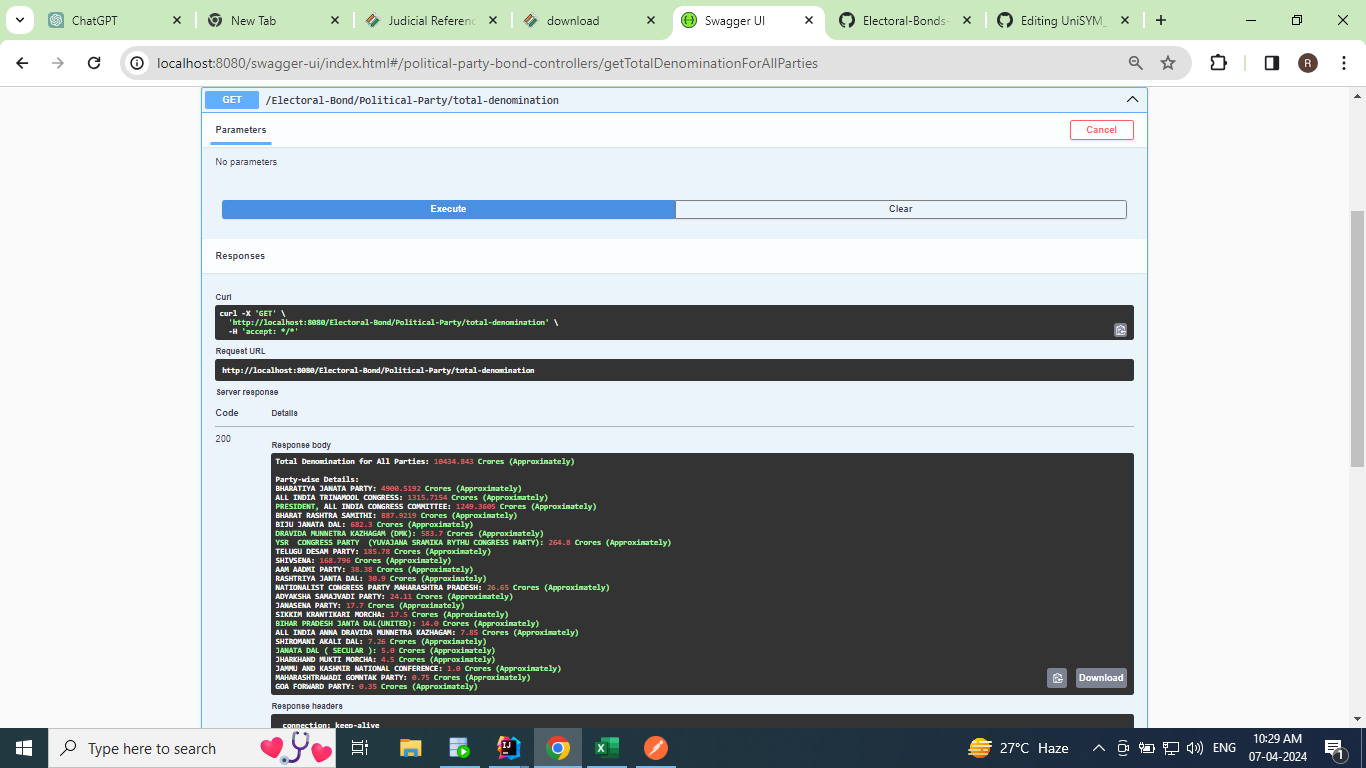 ChatGPT
New Tab
Judicial Referenc
download
Swagger UI
Electoral-Bonds-
Editing UniSYM_
localhost:8080/swagger-ui/index.html#/political-party-bond-controllers/getTotalDenominationForAllParties
R
GET /Electoral-Bond/Political-Party/total-denomination
Parameters
Cancel
No parameters
Execute
Clear
Responses
Curl
curl -X 'GET' \
'http://localhost:8080/Electoral-Bond/Political-Party/total-denomination' \
-H 'accept: */*'
Request URL
http://localhost:8080/Electoral-Bond/Political-Party/total-denomination
Server response
Code Details
200
Response body
Total Denomination for All Parties: 10434.843 Crores (Approximately)
Party-wise Details:
BHARATIYA JANATA PARTY: 4900.5192 Crores (Approximately)
ALL INDIA TRINAMOOL CONGRESS: 1315.7154 Crores (Approximately)
PRESIDENT, ALL INDIA CONGRESS COMMITTEE: 1249.3605 Crores (Approximately)
BHARAT RASHTRA SAMITHI: 887.9219 Crores (Approximately)
BIJU JANATA DAL: 682.3 Crores (Approximately)
DRAVIDA MUNNETRA KAZHAGAM (DMK): 583.7 Crores (Approximately)
YSR  CONGRESS PARTY  (YUVAJANA SRAMIKA RYTHU CONGRESS PARTY): 264.8 Crores (Approximately)
TELUGU DESAM PARTY: 185.78 Crores (Approximately)
SHIVSENA: 168.796 Crores (Approximately)
AAM AADMI PARTY: 38.38 Crores (Approximately)
RASHTRIYA JANTA DAL: 30.9 Crores (Approximately)
NATIONALIST CONGRESS PARTY MAHARASHTRA PRADESH: 26.65 Crores (Approximately)
ADYAKSHA SAMAJVADI PARTY: 24.11 Crores (Approximately)
JANASENA PARTY: 17.7 Crores (Approximately)
SIKKIM KRANTIKARI MORCHA: 17.5 Crores (Approximately)
BIHAR PRADESH JANTA DAL(UNITED): 14.0 Crores (Approximately)
ALL INDIA ANNA DRAVIDA MUNNETRA KAZHAGAM: 7.85 Crores (Approximately)
SHIROMANI AKALI DAL: 7.26 Crores (Approximately)
JANATA DAL ( SECULAR ): 5.0 Crores (Approximately)
JHARKHAND MUKTI MORCHA: 4.5 Crores (Approximately)
JAMMU AND KASHMIR NATIONAL CONFERENCE: 1.0 Crores (Approximately)
MAHARASHTRAWADI GOMNTAK PARTY: 0.75 Crores (Approximately)
GOA FORWARD PARTY: 0.35 Crores (Approximately)
Download
Response headers
connection: keep-alive
Type here to search
27°C Haze
ENG
10:29 AM
07-04-2024
1